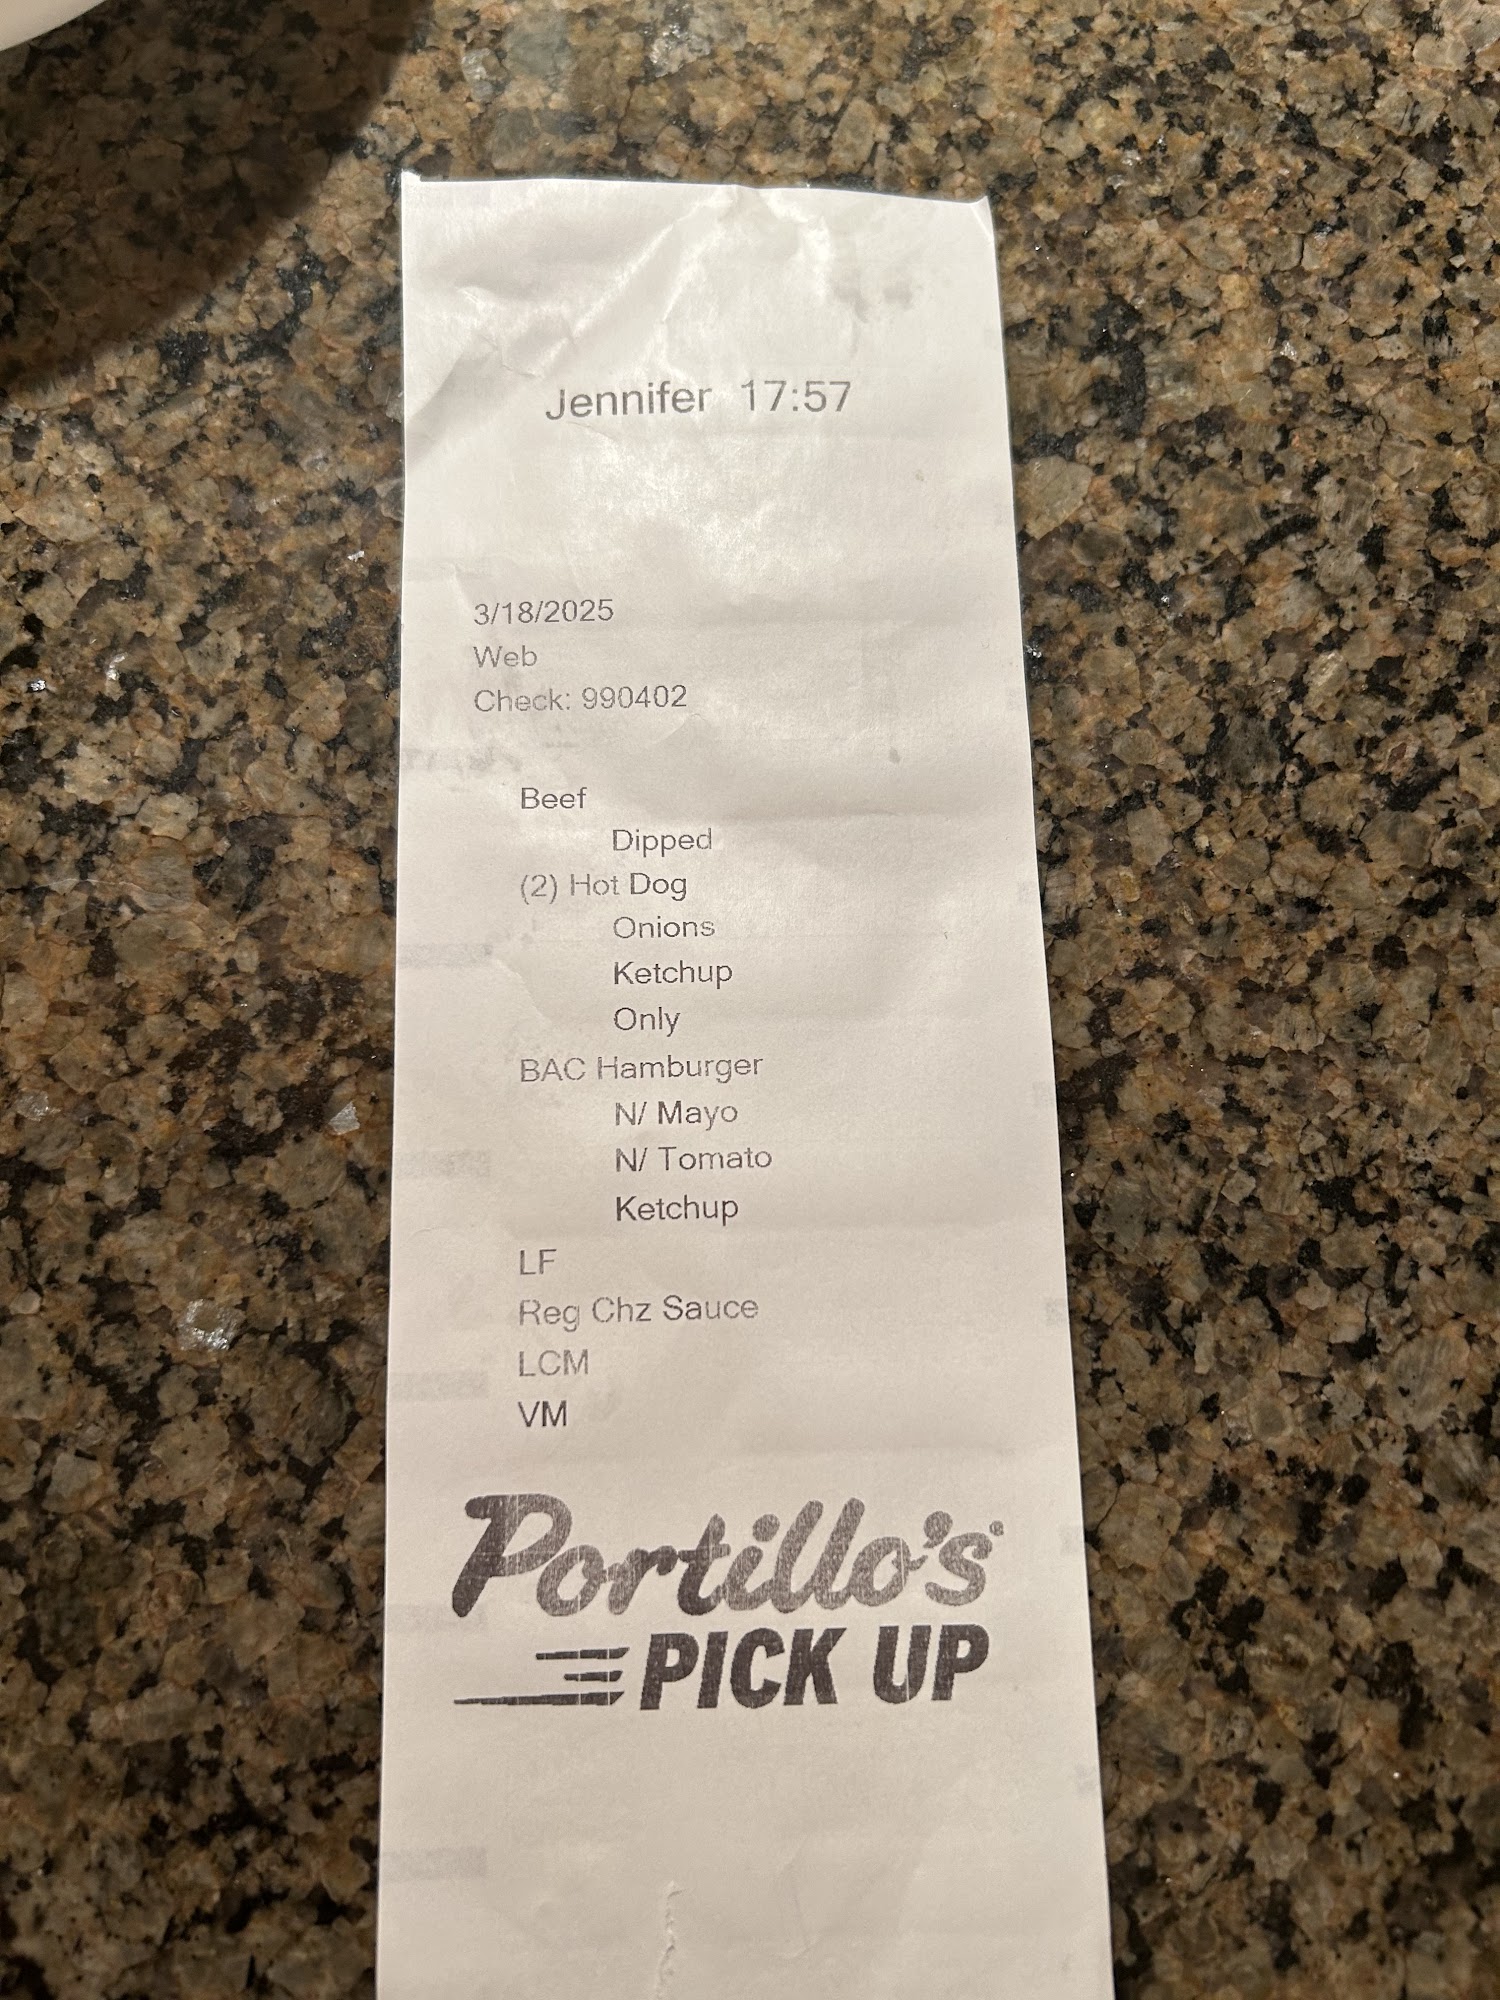 Jennifer 17:57
3/18/2025
Web
Check: 990402
Beef
Dipped
(2) Hot Dog
Onions
Ketchup
Only
BAC Hamburger
N/ Mayo
N/ Tomato
Ketchup
LF
Reg Chz Sauce
LCM
VM
Portillo's®
PICK UP